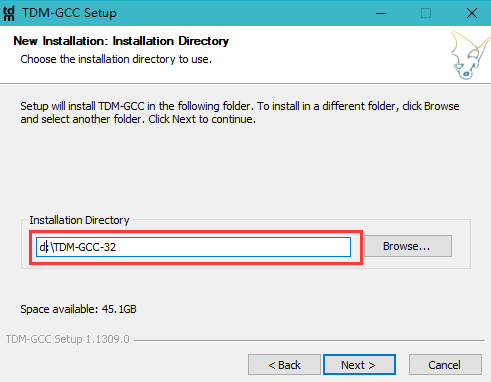 tdm TDM-GCC Setup
New Installation: Installation Directory
Choose the installation directory to use.
Setup will install TDM-GCC in the following folder. To install in a different folder, click Browse
and select another folder. Click Next to continue.
Installation Directory
d:\TDM-GCC-32
Browse...
Space available: 45.1GB
TDM-GCC Setup 1.1309.0
< Back
Next >
Cancel